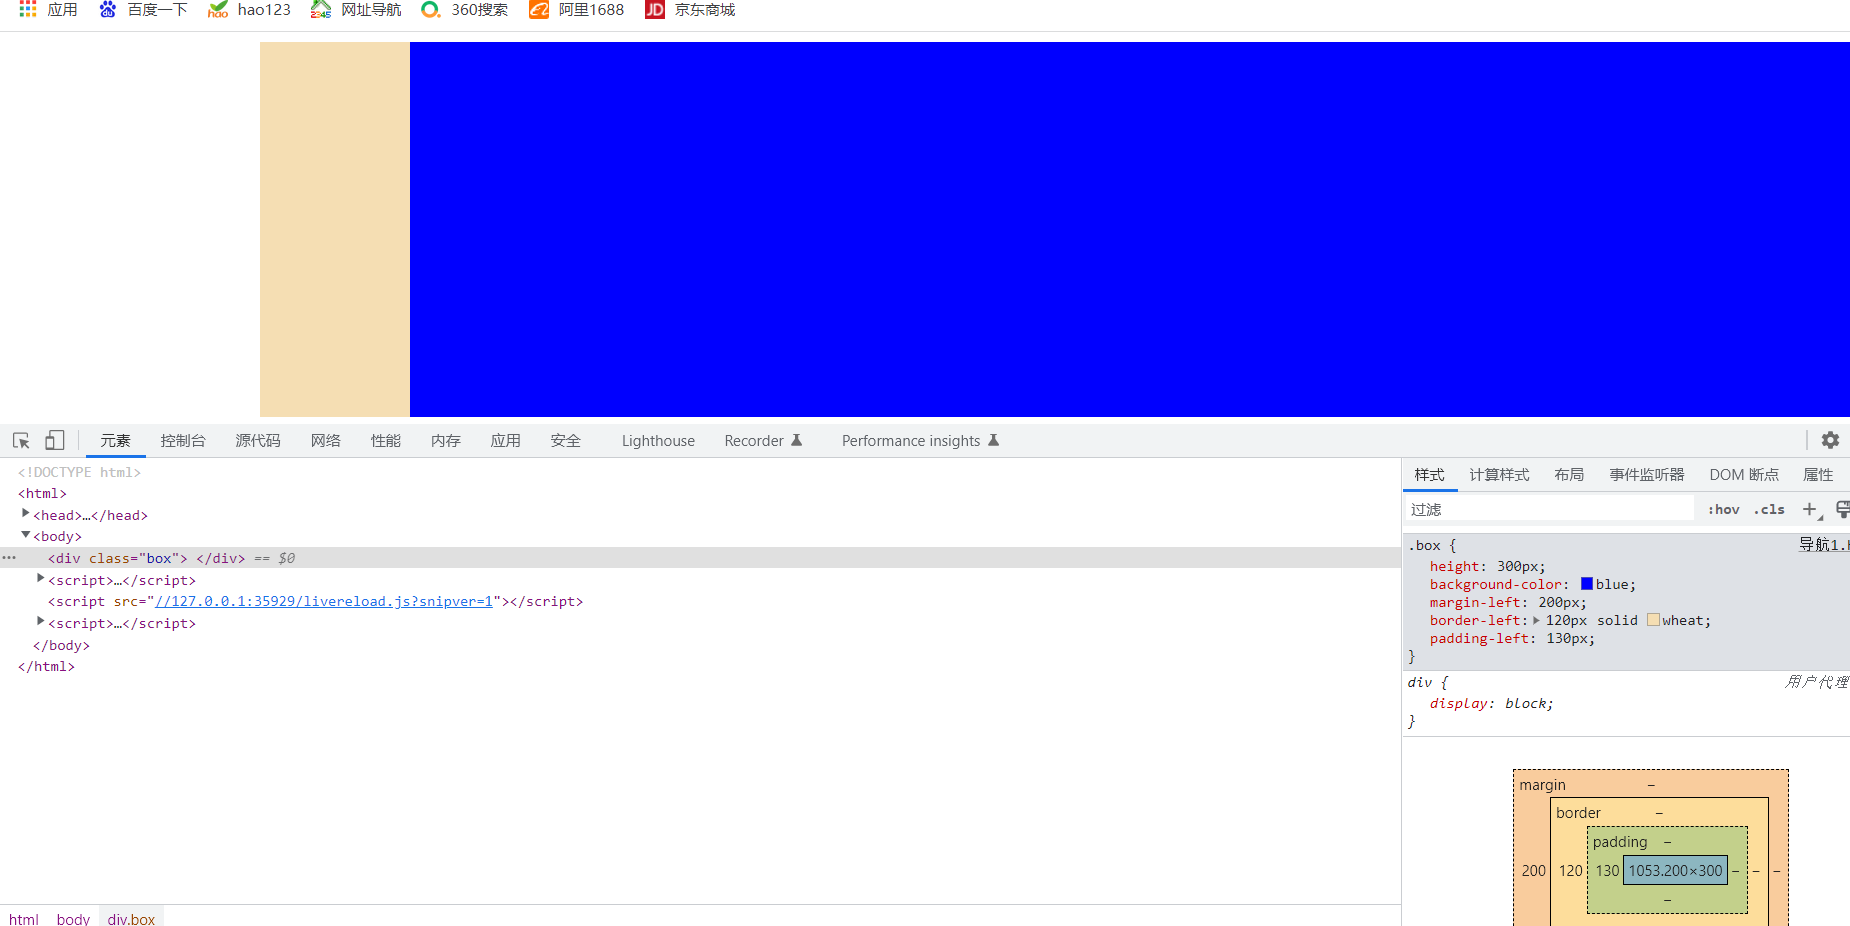 应用 百度一下 hao123 网址导航 360搜索 阿里1688 JD 京东商城
元素 控制台 源代码 网络 性能 内存 应用 安全 Lighthouse Recorder Performance insights
<!DOCTYPE html>
<html>
<head>…</head>
<body>
<div class="box"> </div> == $0
<script>…</script>
<script src="//127.0.0.1:35929/livereload.js?snipver=1"></script>
<script>…</script>
</body>
</html>
html body div.box
样式 计算样式 布局 事件监听器 DOM 断点 属性
过滤 :hov .cls
.box { 导航1.
height: 300px;
background-color: blue;
margin-left: 200px;
border-left: 120px solid wheat;
padding-left: 130px;
}
div { 用户代理
display: block;
}
margin –
border –
padding –
200 120 130 1053.200×300 – – –
–